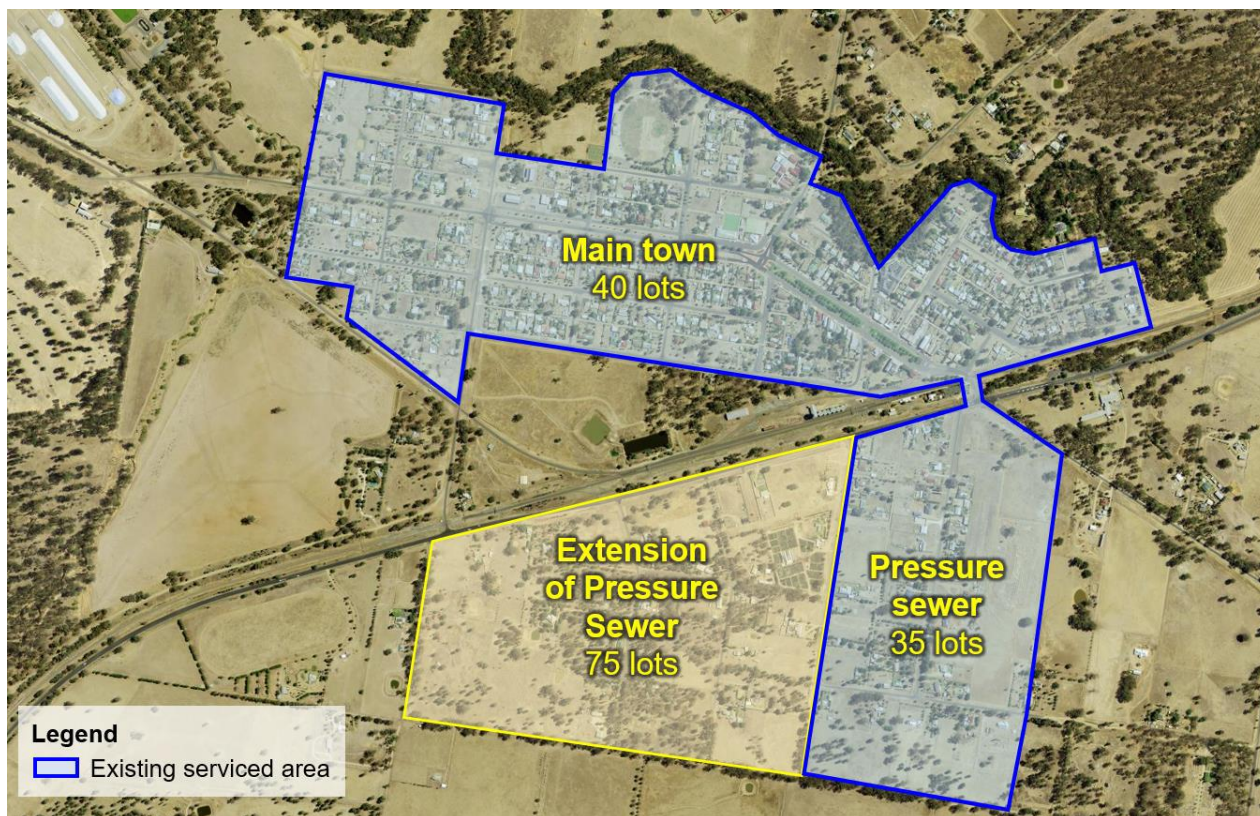 Main town
40 lots
Extension
of Pressure
Sewer
75 lots
Pressure
sewer
35 lots
Legend
Existing serviced area